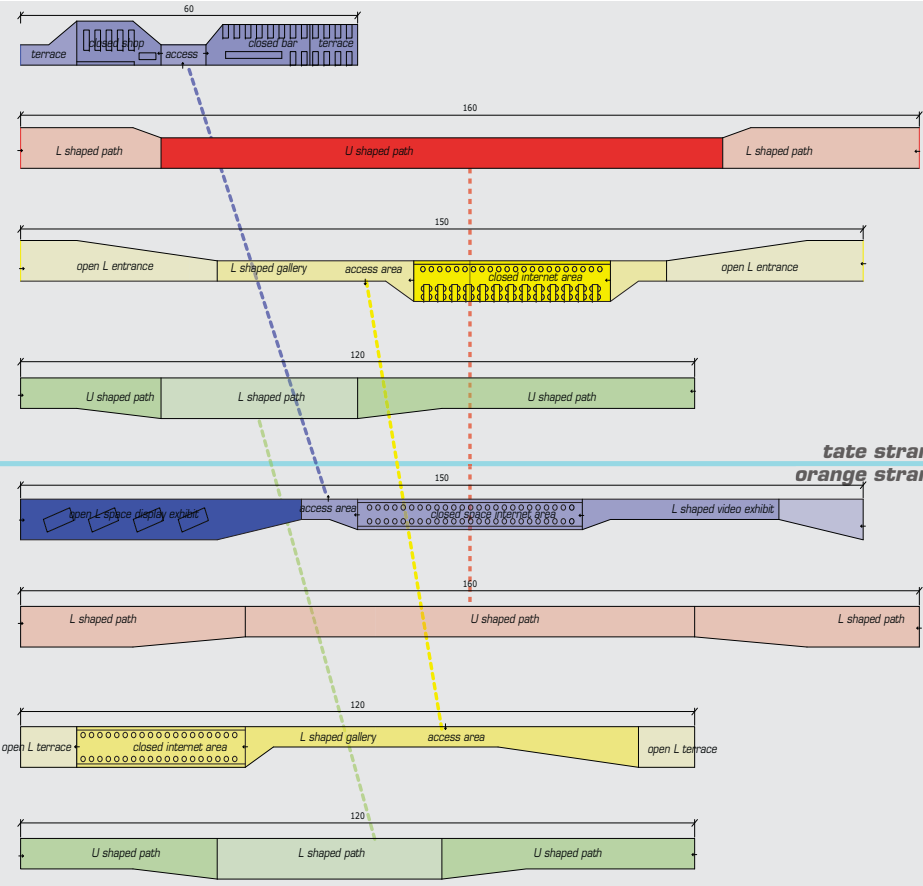 60
terrace closed shop access closed bar terrace
160
L shaped path U shaped path L shaped path
150
open L entrance L shaped gallery access area closed internet area open L entrance
120
U shaped path L shaped path U shaped path
tate stran
orange stran
150
open L space display exhibit access area closed space internet area L shaped video exhibit
160
L shaped path U shaped path L shaped path
120
open L terrace closed internet area L shaped gallery access area open L terrace
120
U shaped path L shaped path U shaped path